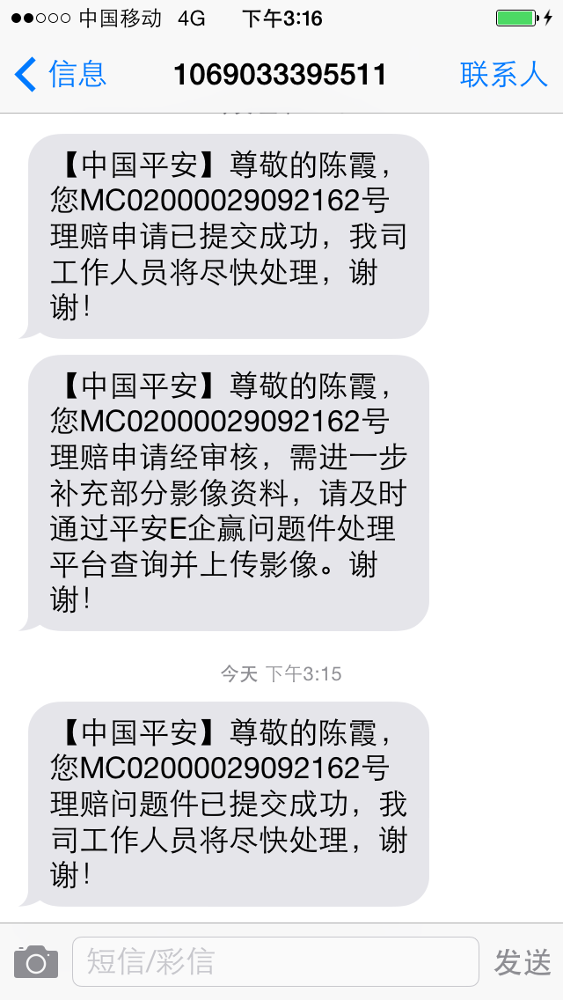 中国移动 4G 下午3:16
信息 1069033395511 联系人
【中国平安】尊敬的陈霞，
您MC02000029092162号
理赔申请已提交成功，我司
工作人员将尽快处理，谢
谢！
【中国平安】尊敬的陈霞，
您MC02000029092162号
理赔申请经审核，需进一步
补充部分影像资料，请及时
通过平安E企赢问题件处理
平台查询并上传影像。谢
谢！
今天 下午3:15
【中国平安】尊敬的陈霞，
您MC02000029092162号
理赔问题件已提交成功，我
司工作人员将尽快处理，谢
谢！
短信/彩信 发送